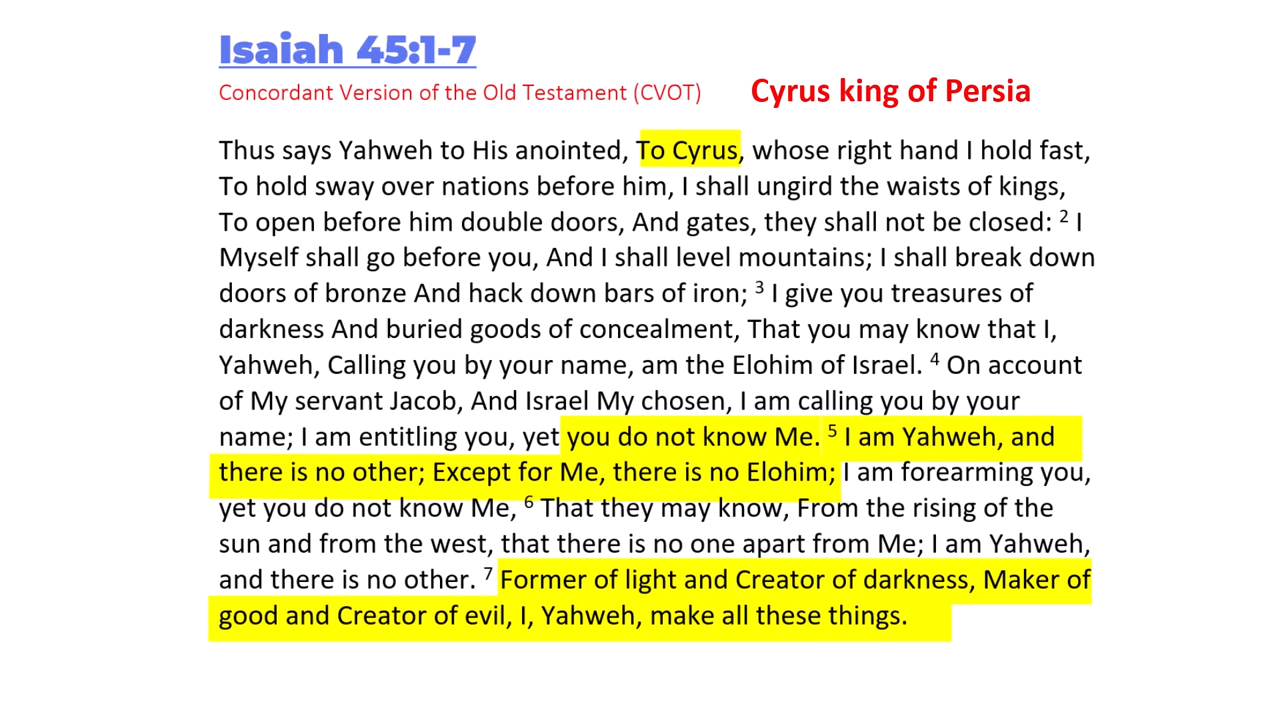 Isaiah 45:1-7
Concordant Version of the Old Testament (CVOT) Cyrus king of Persia
Thus says Yahweh to His anointed, To Cyrus, whose right hand I hold fast,
To hold sway over nations before him, I shall ungird the waists of kings,
To open before him double doors, And gates, they shall not be closed: 2 I
Myself shall go before you, And I shall level mountains; I shall break down
doors of bronze And hack down bars of iron; 3 I give you treasures of
darkness And buried goods of concealment, That you may know that I,
Yahweh, Calling you by your name, am the Elohim of Israel. 4 On account
of My servant Jacob, And Israel My chosen, I am calling you by your
name; I am entitling you, yet you do not know Me. 5 I am Yahweh, and
there is no other; Except for Me, there is no Elohim; I am forearming you,
yet you do not know Me, 6 That they may know, From the rising of the
sun and from the west, that there is no one apart from Me; I am Yahweh,
and there is no other. 7 Former of light and Creator of darkness, Maker of
good and Creator of evil, I, Yahweh, make all these things.